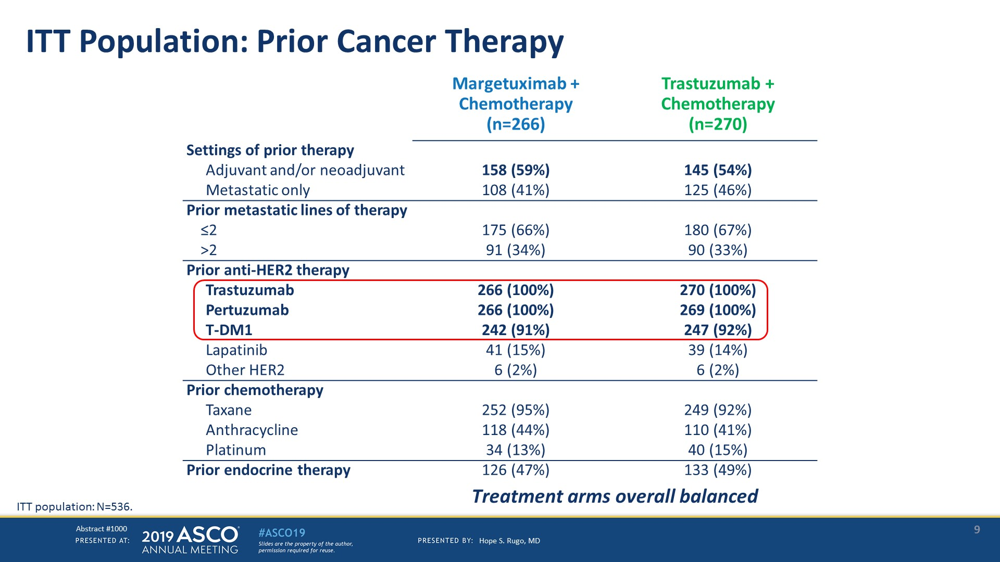 ITT Population: Prior Cancer Therapy
Margetuximab +
Chemotherapy
(n=266)
Trastuzumab +
Chemotherapy
(n=270)
Settings of prior therapy
Adjuvant and/or neoadjuvant 158 (59%) 145 (54%)
Metastatic only 108 (41%) 125 (46%)
Prior metastatic lines of therapy
≤2 175 (66%) 180 (67%)
>2 91 (34%) 90 (33%)
Prior anti-HER2 therapy
Trastuzumab 266 (100%) 270 (100%)
Pertuzumab 266 (100%) 269 (100%)
T-DM1 242 (91%) 247 (92%)
Lapatinib 41 (15%) 39 (14%)
Other HER2 6 (2%) 6 (2%)
Prior chemotherapy
Taxane 252 (95%) 249 (92%)
Anthracycline 118 (44%) 110 (41%)
Platinum 34 (13%) 40 (15%)
Prior endocrine therapy 126 (47%) 133 (49%)
Treatment arms overall balanced
ITT population: N=536.
Abstract #1000
PRESENTED AT:
2019 ASCO
ANNUAL MEETING
#ASCO19
Slides are the property of the author,
permission required for reuse.
PRESENTED BY: Hope S. Rugo, MD
9